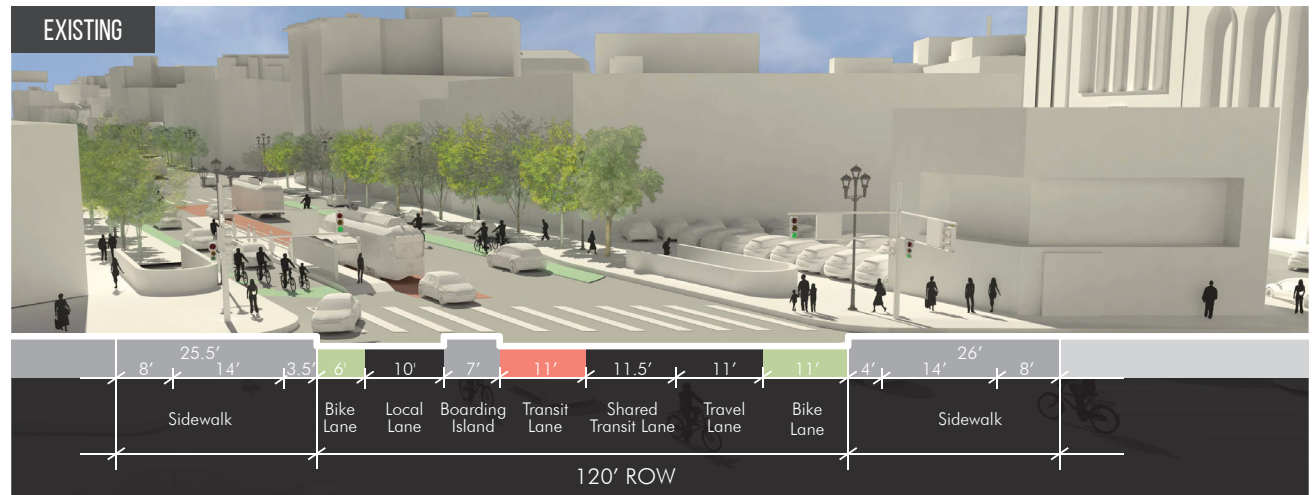 EXISTING
25.5’ 26’
8’ 14’ 3.5’ 6' 10' 7’ 11’ 11.5’ 11’ 11’ 4’ 14’ 8’
Sidewalk
Bike
Lane
Local
Lane
Boarding
Island
Transit
Lane
Shared
Transit Lane
Travel
Lane
Bike
Lane
Sidewalk
120’ ROW